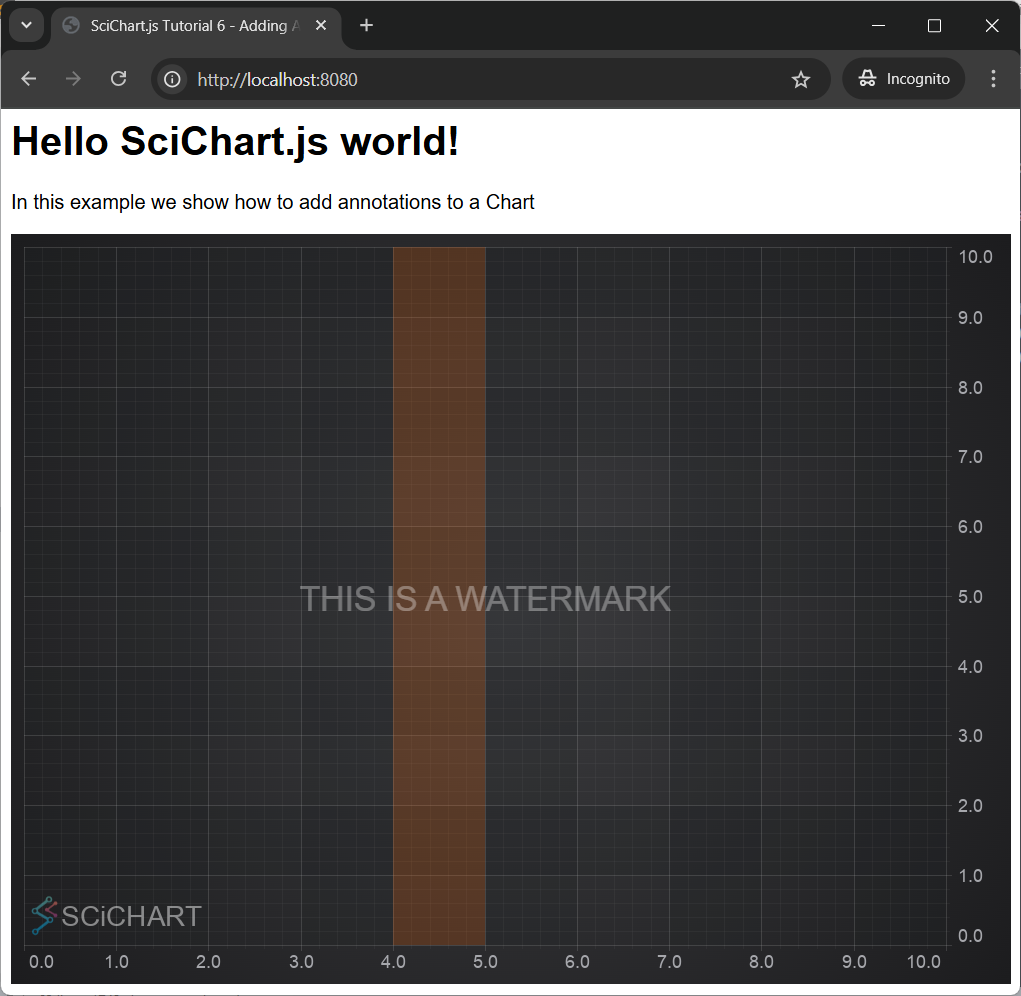 SciChart.js Tutorial 6 - Adding A
http://localhost:8080
Incognito
Hello SciChart.js world!
In this example we show how to add annotations to a Chart
10.0
9.0
8.0
7.0
6.0
THIS IS A WATERMARK
5.0
4.0
3.0
2.0
1.0
SCiCHART
0.0
0.0 1.0 2.0 3.0 4.0 5.0 6.0 7.0 8.0 9.0 10.0